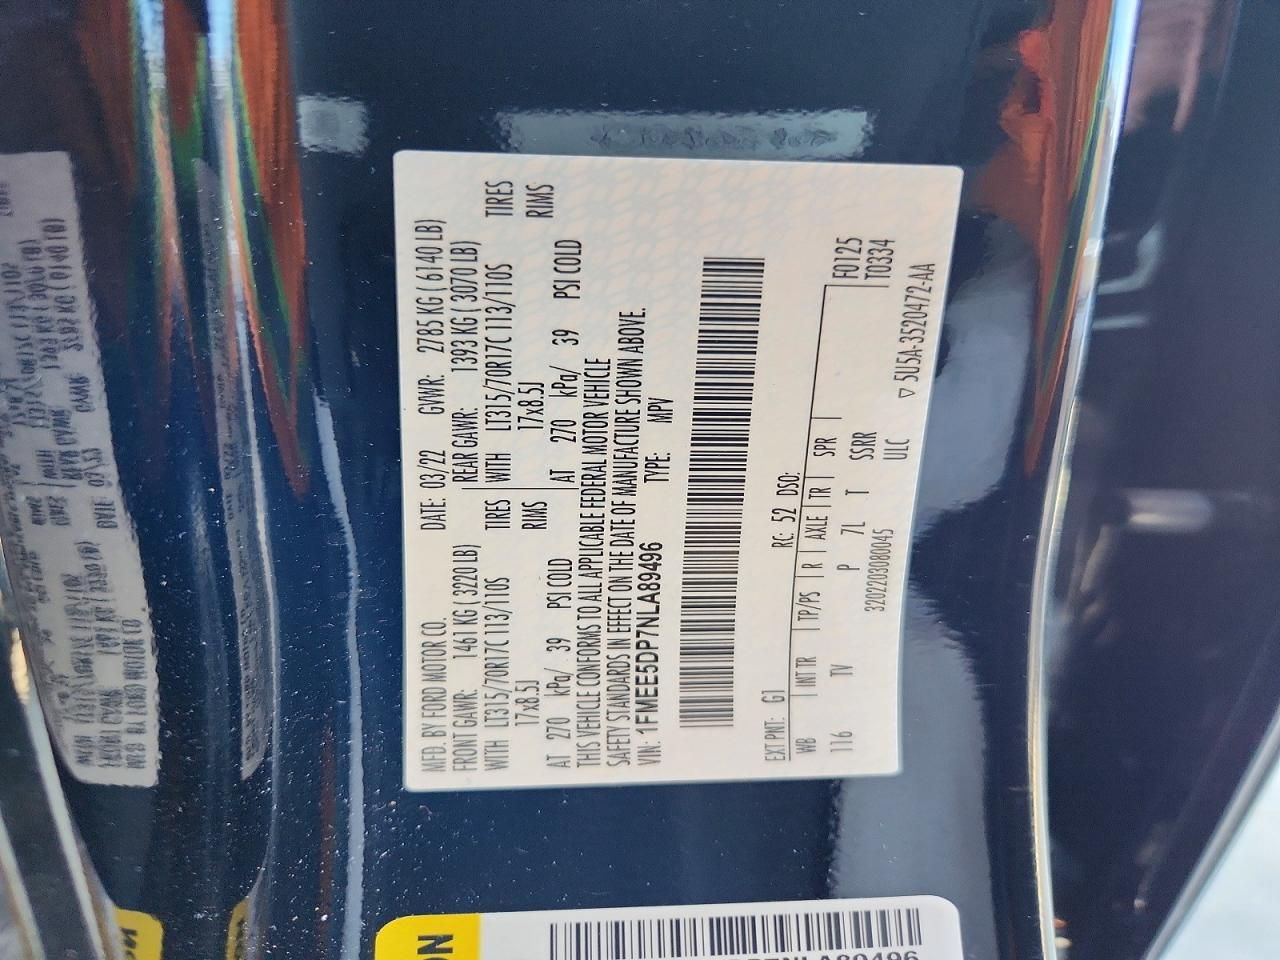 MFD. BY FORD MOTOR CO. DATE: 03/22 GVWR: 2785 KG ( 6140 LB)
FRONT GAWR: 1461 KG ( 3220 LB) REAR GAWR: 1393 KG ( 3070 LB)
WITH LT315/70R17C 113/110S TIRES WITH LT315/70R17C 113/110S TIRES
17x8.5J RIMS 17x8.5J RIMS
AT 270 kPa/ 39 PSI COLD AT 270 kPa/ 39 PSI COLD
THIS VEHICLE CONFORMS TO ALL APPLICABLE FEDERAL MOTOR VEHICLE
SAFETY STANDARDS IN EFFECT ON THE DATE OF MANUFACTURE SHOWN ABOVE.
VIN: 1FMEE5DP7NLA89496 TYPE: MPV
EXT PNT: G1 RC: 52 DSO: F0125
WB INT TR TP/PS R AXLE TR SPR T0334
116 TV P 7L T SSRR
320220308004S ULC ▽ 5U5A-3520472-AA